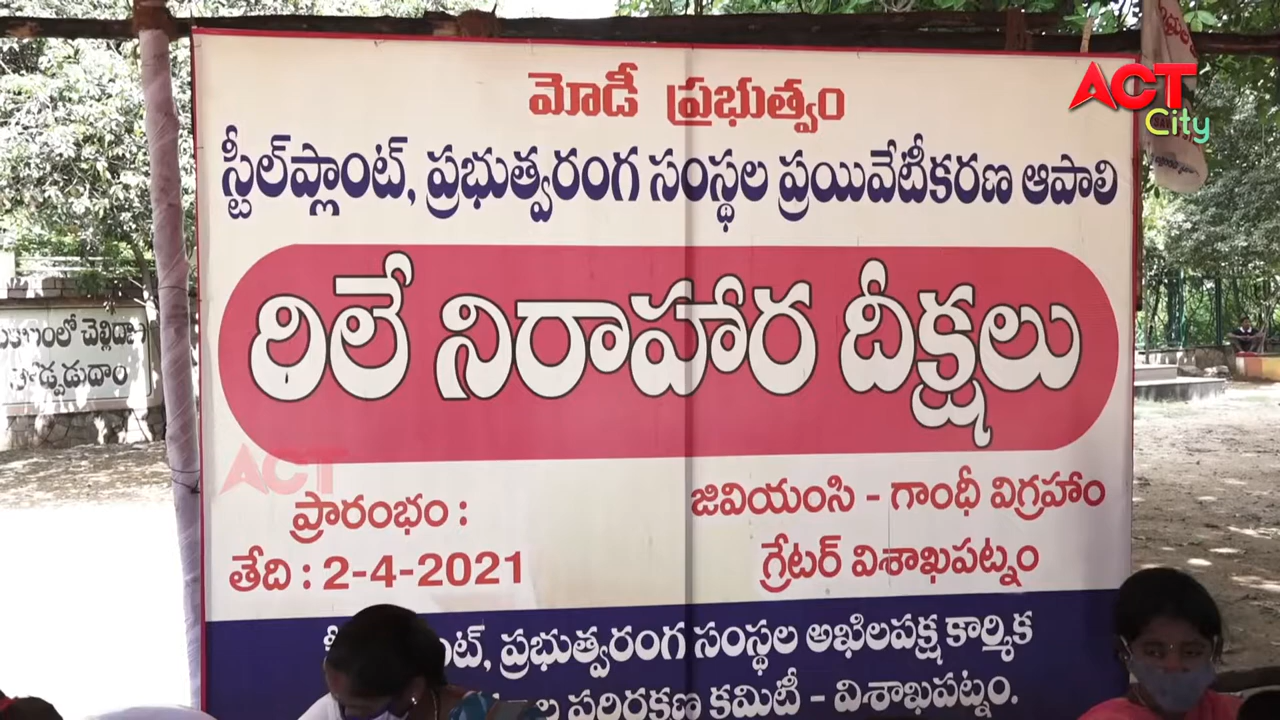 ACT
City
మోడీ ప్రభుత్వం
స్టీల్‌ప్లాంట్, ప్రభుత్వరంగ సంస్థల ప్రయివేటీకరణ ఆపాలి
రిలే నిరాహార దీక్షలు
ACT
ప్రారంభం :
తేది : 2-4-2021
జివియంసి - గాంధీ విగ్రహాం
గ్రేటర్ విశాఖపట్నం
ప్రభుత్వరంగ సంస్థల అఖిలపక్ష కార్మిక
పరిరక్షణ కమిటీ - విశాఖపట్నం.